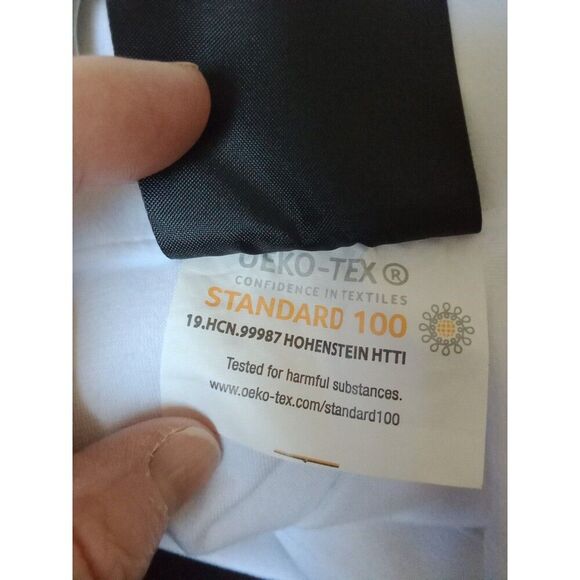 OEKO-TEX®
CONFIDENCE IN TEXTILES
STANDARD 100
19.HCN.99987 HOHENSTEIN HTTI
Tested for harmful substances.
www.oeko-tex.com/standard100